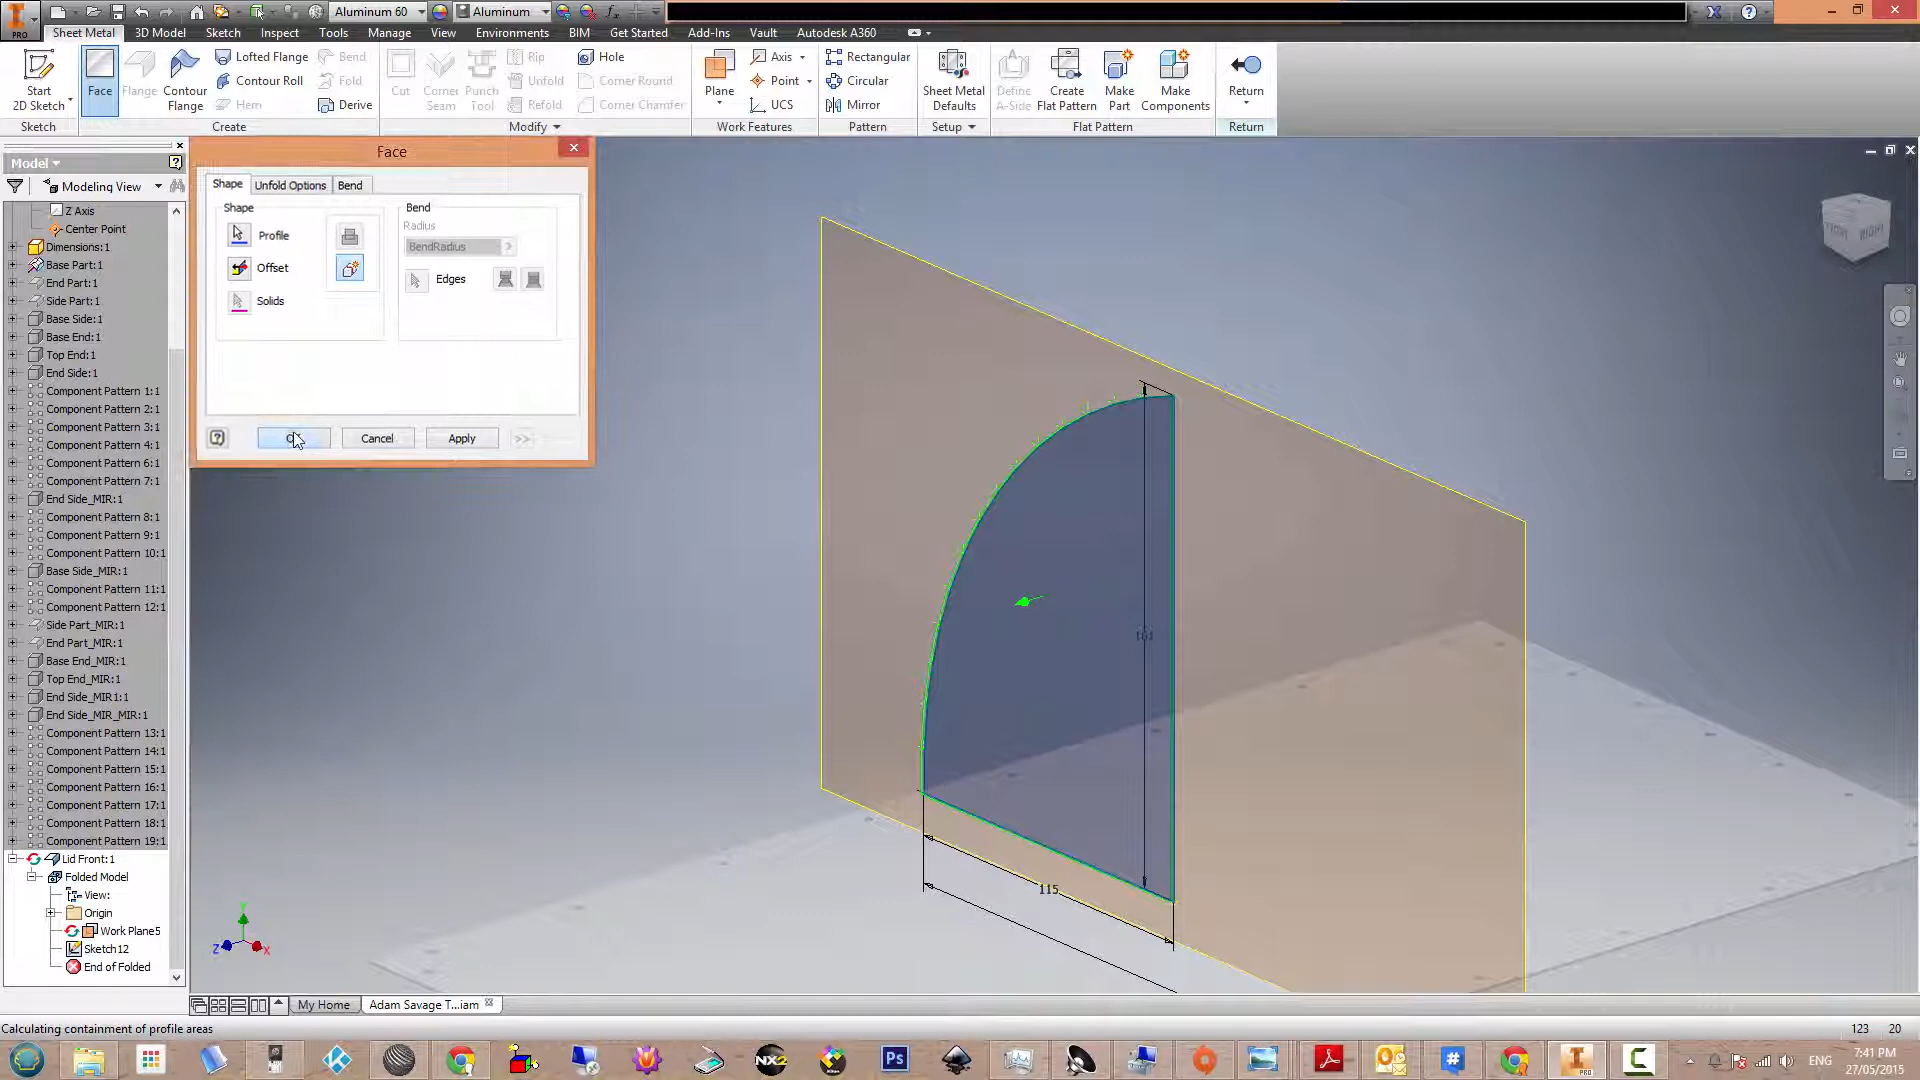 Aluminum 60
Aluminum
PRO
Sheet Metal
3D Model
Sketch
Inspect
Tools
Manage
View
Environments
BIM
Get Started
Add-Ins
Vault
Autodesk A360
Start
2D Sketch
Face
Flange
Contour
Flange
Lofted Flange
Contour Roll
Hem
Bend
Fold
Derive
Cut
Corner
Seam
Punch
Tool
Rip
Unfold
Refold
Hole
Corner Round
Corner Chamfer
Plane
Axis
Point
UCS
Rectangular
Circular
Mirror
Sheet Metal
Defaults
Define
A-Side
Create
Flat Pattern
Make
Part
Make
Components
Return
Sketch
Create
Modify
Work Features
Pattern
Setup
Flat Pattern
Return
Model
Modeling View
Z Axis
Center Point
Dimensions:1
Base Part:1
End Part:1
Side Part:1
Base Side:1
Base End:1
Top End:1
End Side:1
Component Pattern 1:1
Component Pattern 2:1
Component Pattern 3:1
Component Pattern 4:1
Component Pattern 6:1
Component Pattern 7:1
End Side_MIR:1
Component Pattern 8:1
Component Pattern 9:1
Component Pattern 10:1
Base Side_MIR:1
Component Pattern 11:1
Component Pattern 12:1
Side Part_MIR:1
End Part_MIR:1
Base End_MIR:1
Top End_MIR:1
End Side_MIR1:1
End Side_MIR_MIR:1
Component Pattern 13:1
Component Pattern 14:1
Component Pattern 15:1
Component Pattern 16:1
Component Pattern 17:1
Component Pattern 18:1
Component Pattern 19:1
Lid Front:1
Folded Model
View:
Origin
Work Plane5
Sketch12
End of Folded
Face
Shape
Unfold Options
Bend
Shape
Profile
Offset
Solids
Bend
Radius
BendRadius
Edges
Cancel
Apply
115
Y
Z
X
My Home
Adam Savage T...iam
Calculating containment of profile areas
123
20
NX2
Ps
PRO
ENG
7:41 PM
27/05/2015